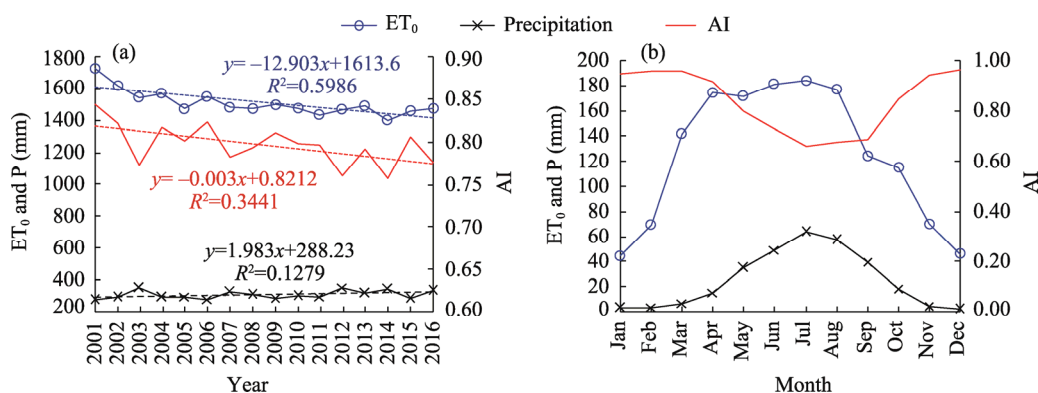 ET₀ Precipitation AI
(a)
1800
1600
1400
1200
1000
800
600
400
200
ET₀ and P (mm)
0.90
0.85
0.80
0.75
0.70
0.65
0.60
AI
y= −12.903x+1613.6
R²=0.5986
y= −0.003x+0.8212
R²=0.3441
y=1.983x+288.23
R²=0.1279
2001 2002 2003 2004 2005 2006 2007 2008 2009 2010 2011 2012 2013 2014 2015 2016
Year
(b)
200
180
160
140
120
100
80
60
40
20
0
ET₀ and P (mm)
1.00
0.80
0.60
0.40
0.20
0.00
AI
Jan Feb Mar Apr May Jun Jul Aug Sep Oct Nov Dec
Month